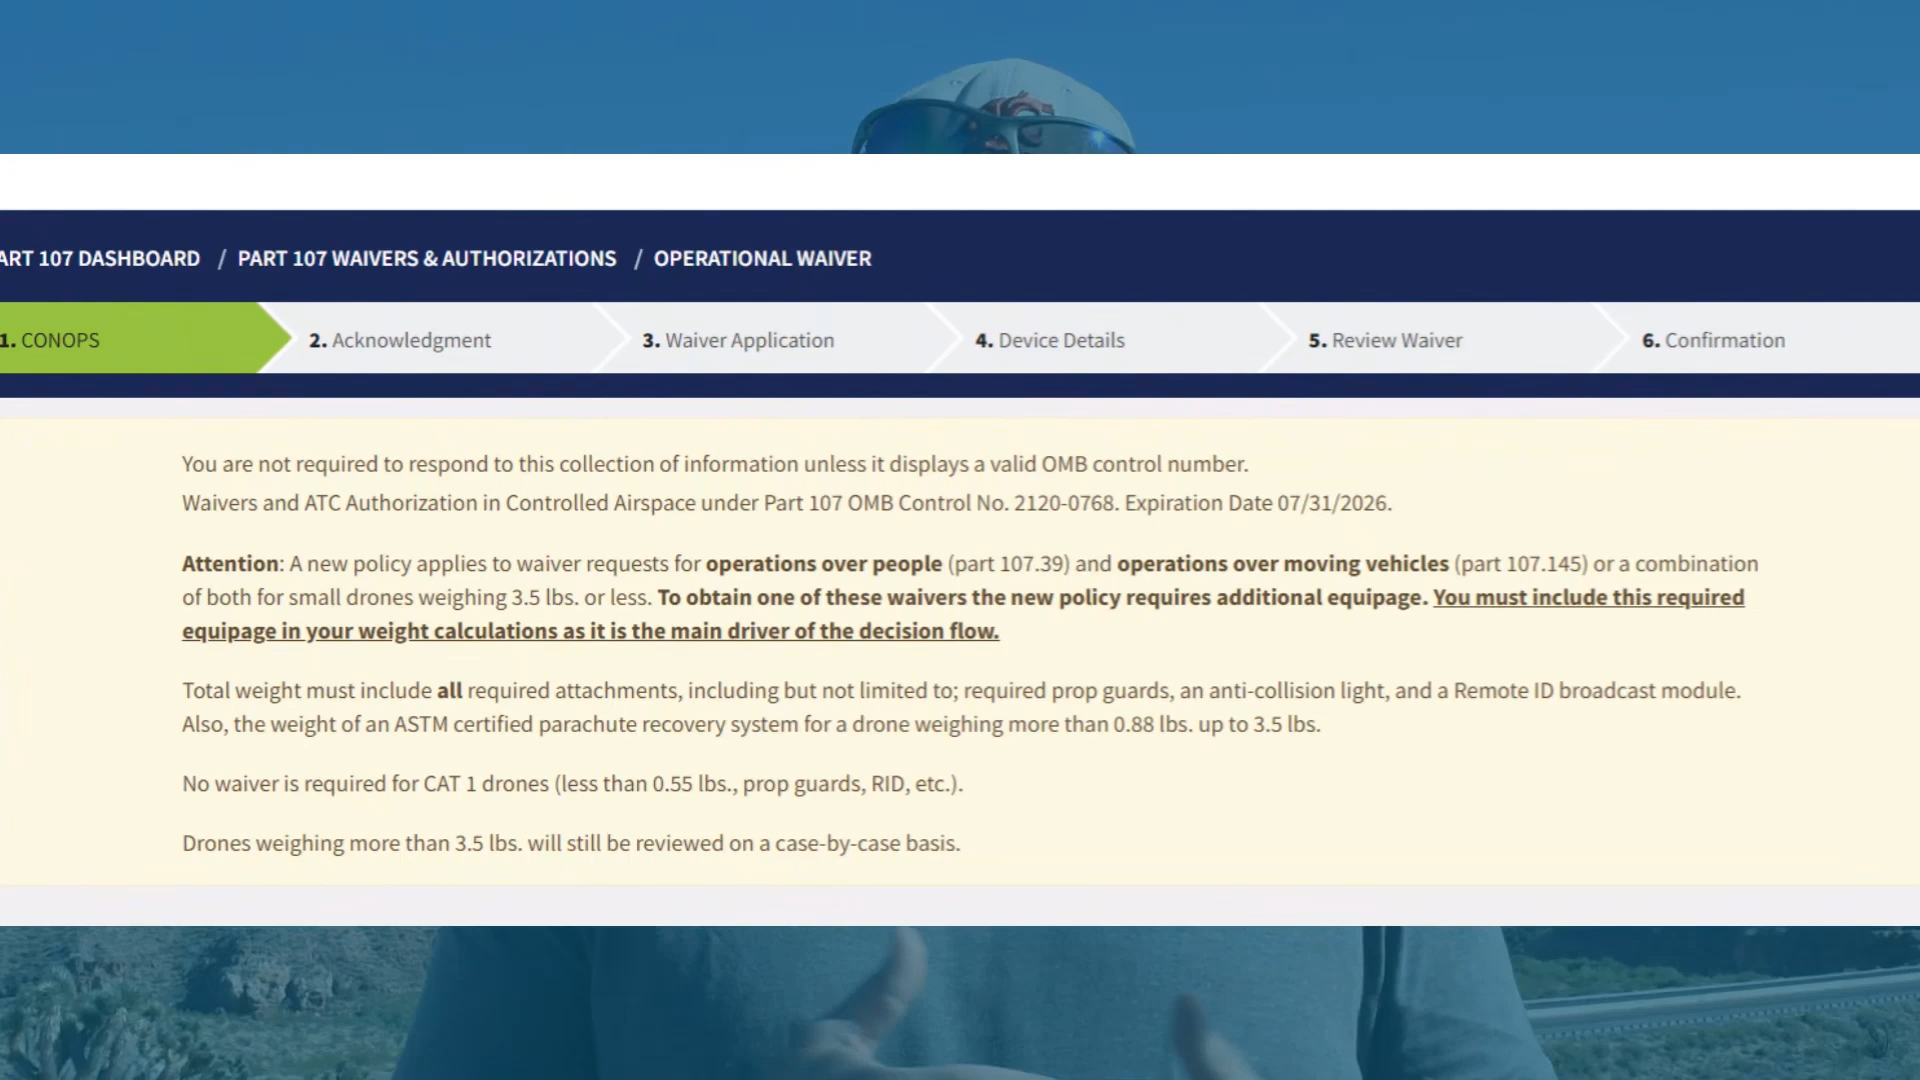 ART 107 DASHBOARD / PART 107 WAIVERS & AUTHORIZATIONS / OPERATIONAL WAIVER
1. CONOPS
2. Acknowledgment
3. Waiver Application
4. Device Details
5. Review Waiver
6. Confirmation
You are not required to respond to this collection of information unless it displays a valid OMB control number.
Waivers and ATC Authorization in Controlled Airspace under Part 107 OMB Control No. 2120-0768. Expiration Date 07/31/2026.
Attention: A new policy applies to waiver requests for operations over people (part 107.39) and operations over moving vehicles (part 107.145) or a combination
of both for small drones weighing 3.5 lbs. or less. To obtain one of these waivers the new policy requires additional equipage. You must include this required
equipage in your weight calculations as it is the main driver of the decision flow.
Total weight must include all required attachments, including but not limited to; required prop guards, an anti-collision light, and a Remote ID broadcast module.
Also, the weight of an ASTM certified parachute recovery system for a drone weighing more than 0.88 lbs. up to 3.5 lbs.
No waiver is required for CAT 1 drones (less than 0.55 lbs., prop guards, RID, etc.).
Drones weighing more than 3.5 lbs. will still be reviewed on a case-by-case basis.